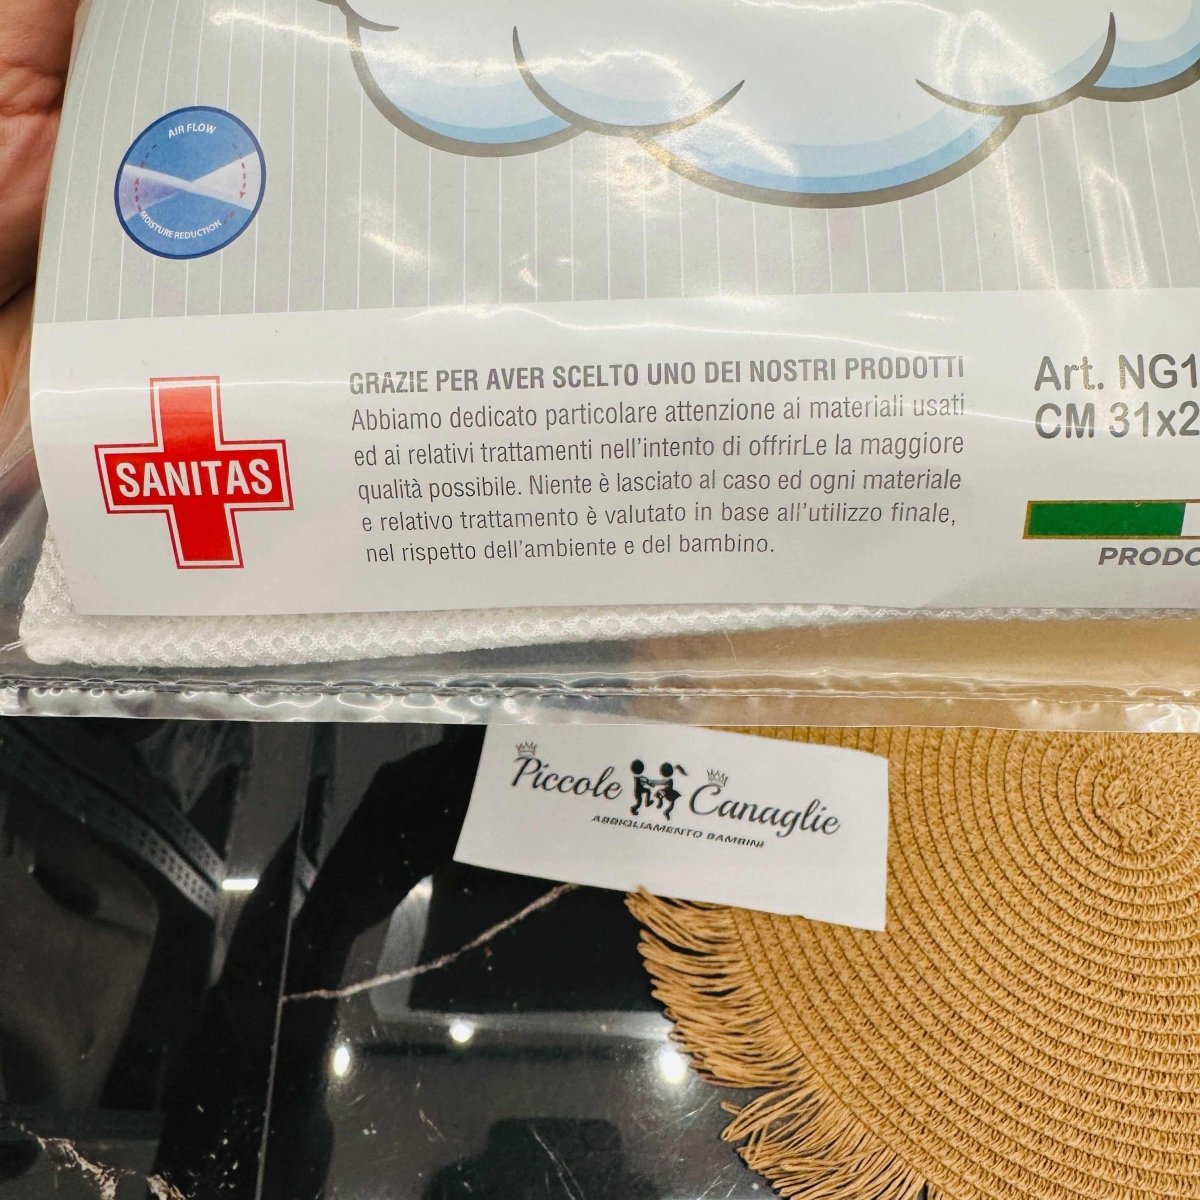 AIR FLOW
MOISTURE REDUCTION
SANITAS
GRAZIE PER AVER SCELTO UNO DEI NOSTRI PRODOTTI
Abbiamo dedicato particolare attenzione ai materiali usati
ed ai relativi trattamenti nell'intento di offrirLe la maggiore
qualità possibile. Niente è lasciato al caso ed ogni materiale
e relativo trattamento è valutato in base all'utilizzo finale,
nel rispetto dell'ambiente e del bambino.
Art. NG1
CM 31x2
PRODO
Piccole Canaglie
ABBIGLIAMENTO BAMBINI